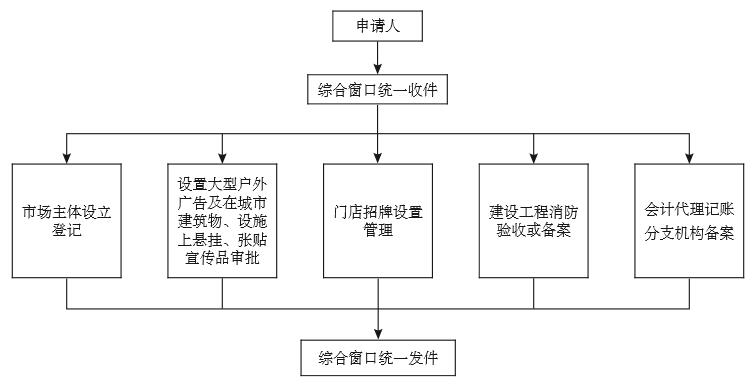 申请人
综合窗口统一收件
市场主体设立
登记
设置大型户外
广告及在城市
建筑物、设施
上悬挂、张贴
宣传品审批
门店招牌设置
管理
建设工程消防
验收或备案
会计代理记账
分支机构备案
综合窗口统一发件